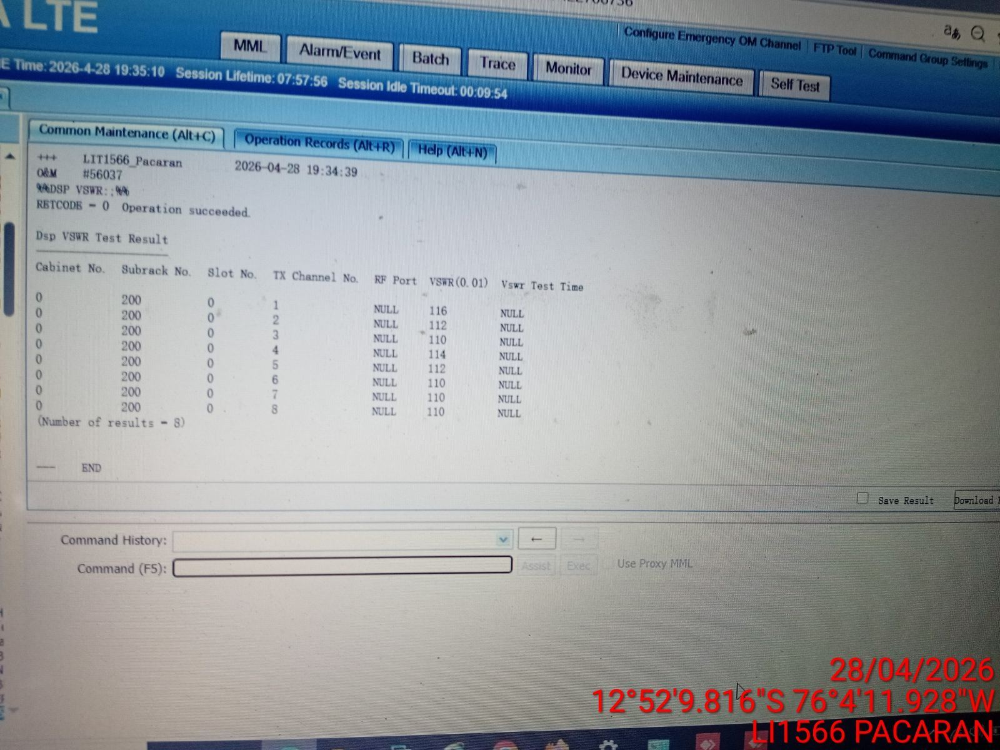 LTE
Configure Emergency OM Channel | FTP Tool | Command Group Settings
MML Alarm/Event Batch Trace Monitor Device Maintenance Self Test
E Time: 2026-4-28 19:35:10 Session Lifetime: 07:57:56 Session Idle Timeout: 00:09:54
Common Maintenance (Alt+C) Operation Records (Alt+R) Help (Alt+N)
+++ LIT1566_Pacaran 2026-04-28 19:34:39
O&M #56037
%%DSP VSWR:;%%
RETCODE = 0 Operation succeeded.
Dsp VSWR Test Result
Cabinet No. Subrack No. Slot No. TX Channel No. RF Port VSWR(0.01) Vswr Test Time
0 200 0 1 NULL 116 NULL
0 200 0 2 NULL 112 NULL
0 200 0 3 NULL 110 NULL
0 200 0 4 NULL 114 NULL
0 200 0 5 NULL 112 NULL
0 200 0 6 NULL 110 NULL
0 200 0 7 NULL 110 NULL
0 200 0 8 NULL 110 NULL
(Number of results = 8)
--- END
Save Result Download
Command History: ← →
Command (F5): Assist Exec Use Proxy MML
28/04/2026
12°52'9.816"S 76°4'11.928"W
LI1566 PACARAN